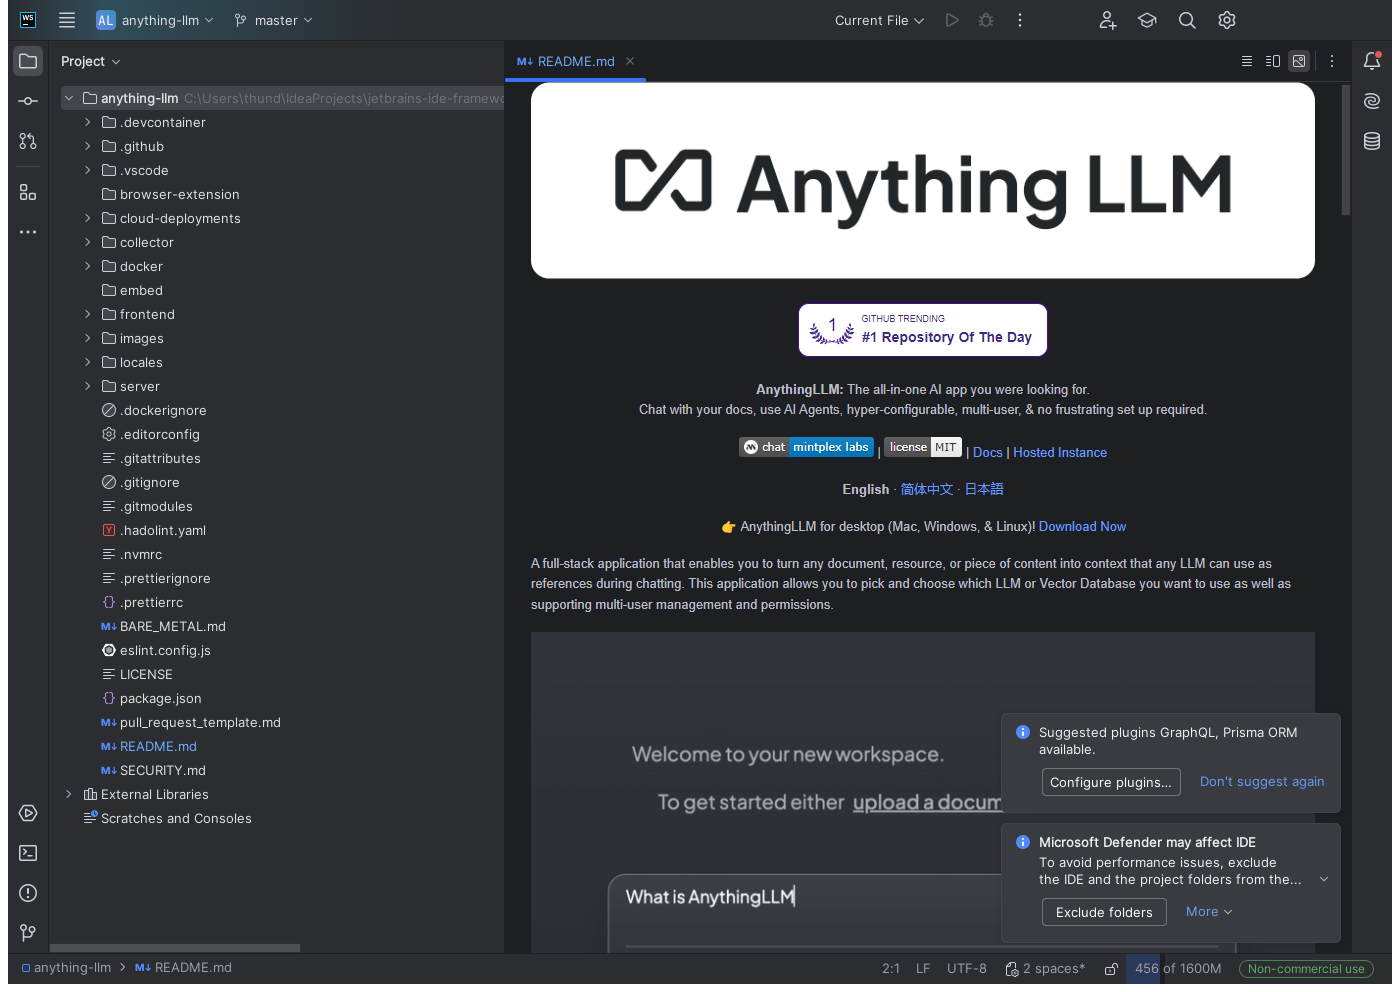 WS
AL anything-llm
master
Current File
Project
M↓ README.md
anything-llm C:\Users\thund\IdeaProjects\jetbrains-ide-framewo
.devcontainer
.github
.vscode
browser-extension
cloud-deployments
collector
docker
embed
frontend
images
locales
server
.dockerignore
.editorconfig
.gitattributes
.gitignore
.gitmodules
Y .hadolint.yaml
.nvmrc
.prettierignore
{} .prettierrc
M↓ BARE_METAL.md
eslint.config.js
LICENSE
{} package.json
M↓ pull_request_template.md
M↓ README.md
M↓ SECURITY.md
External Libraries
Scratches and Consoles
Anything LLM
1
GITHUB TRENDING
#1 Repository Of The Day
AnythingLLM: The all-in-one AI app you were looking for.
Chat with your docs, use AI Agents, hyper-configurable, multi-user, & no frustrating set up required.
chat mintplex labs | license MIT | Docs | Hosted Instance
English · 简体中文 · 日本語
👉 AnythingLLM for desktop (Mac, Windows, & Linux)! Download Now
A full-stack application that enables you to turn any document, resource, or piece of content into context that any LLM can use as
references during chatting. This application allows you to pick and choose which LLM or Vector Database you want to use as well as
supporting multi-user management and permissions.
Welcome to your new workspace.
To get started either upload a docum
What is AnythingLLM
Suggested plugins GraphQL, Prisma ORM
available.
Configure plugins...
Don't suggest again
Microsoft Defender may affect IDE
To avoid performance issues, exclude
the IDE and the project folders from the...
Exclude folders
More
anything-llm > M↓ README.md
2:1
LF
UTF-8
2 spaces*
456 of 1600M
Non-commercial use